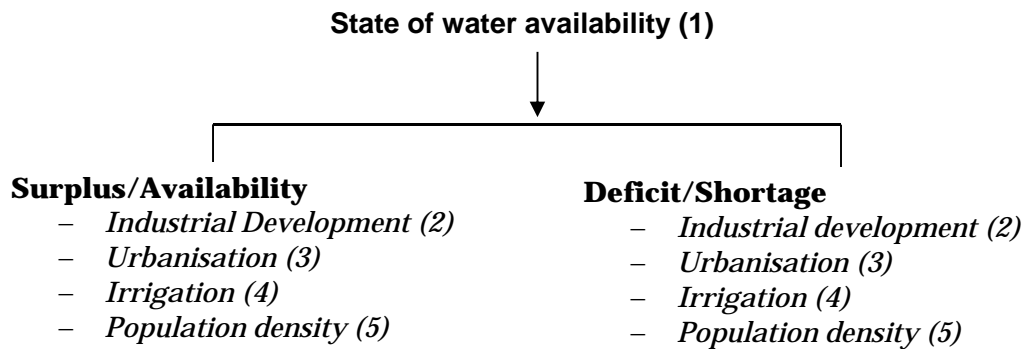 State of water availability (1)
Surplus/Availability
– Industrial Development (2)
– Urbanisation (3)
– Irrigation (4)
– Population density (5)
Deficit/Shortage
– Industrial development (2)
– Urbanisation (3)
– Irrigation (4)
– Population density (5)